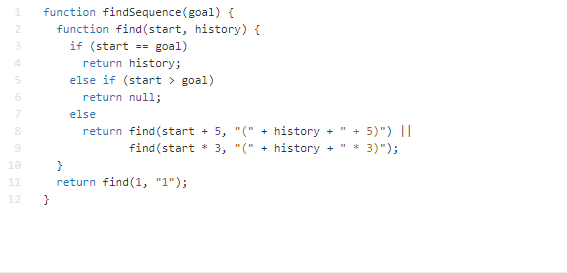 1 function findSequence(goal) {
2 function find(start, history) {
3 if (start == goal)
4 return history;
5 else if (start > goal)
6 return null;
7 else
8 return find(start + 5, "(" + history + " + 5)") ||
9 find(start * 3, "(" + history + " * 3)");
10 }
11 return find(1, "1");
12 }